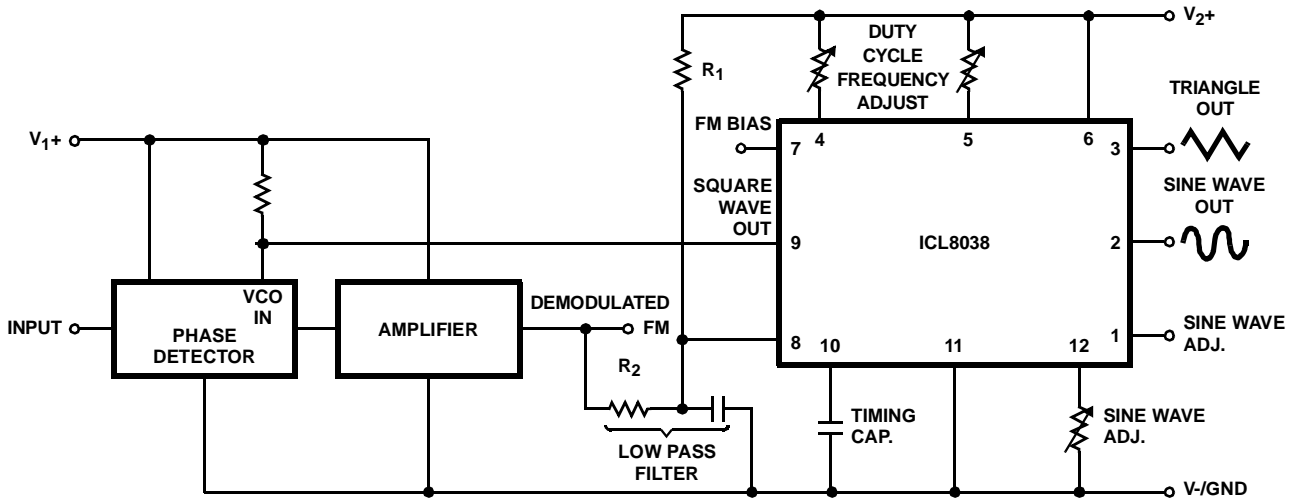 V2+
DUTY
CYCLE
FREQUENCY
ADJUST
R1
TRIANGLE
OUT
V1+
FM BIAS
7
4
5
6
3
SQUARE
WAVE
OUT
SINE WAVE
OUT
9
ICL8038
2
VCO
IN
INPUT
PHASE
DETECTOR
AMPLIFIER
DEMODULATED
FM
8
10
11
12
1
SINE WAVE
ADJ.
R2
LOW PASS
FILTER
TIMING
CAP.
SINE WAVE
ADJ.
V-/GND